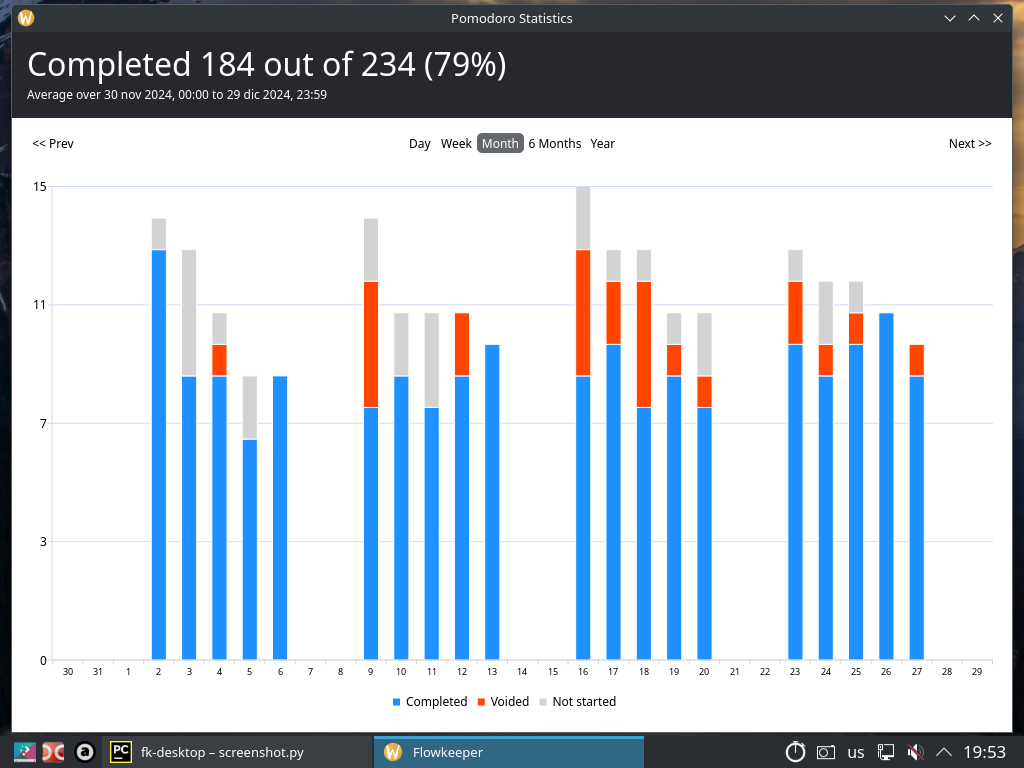 Pomodoro Statistics
Completed 184 out of 234 (79%)
Average over 30 nov 2024, 00:00 to 29 dic 2024, 23:59
<< Prev Day Week Month 6 Months Year Next >>
15
11
7
3
0
30 31 1 2 3 4 5 6 7 8 9 10 11 12 13 14 15 16 17 18 19 20 21 22 23 24 25 26 27 28 29
Completed Voided Not started
PC fk-desktop – screenshot.py W Flowkeeper us 19:53